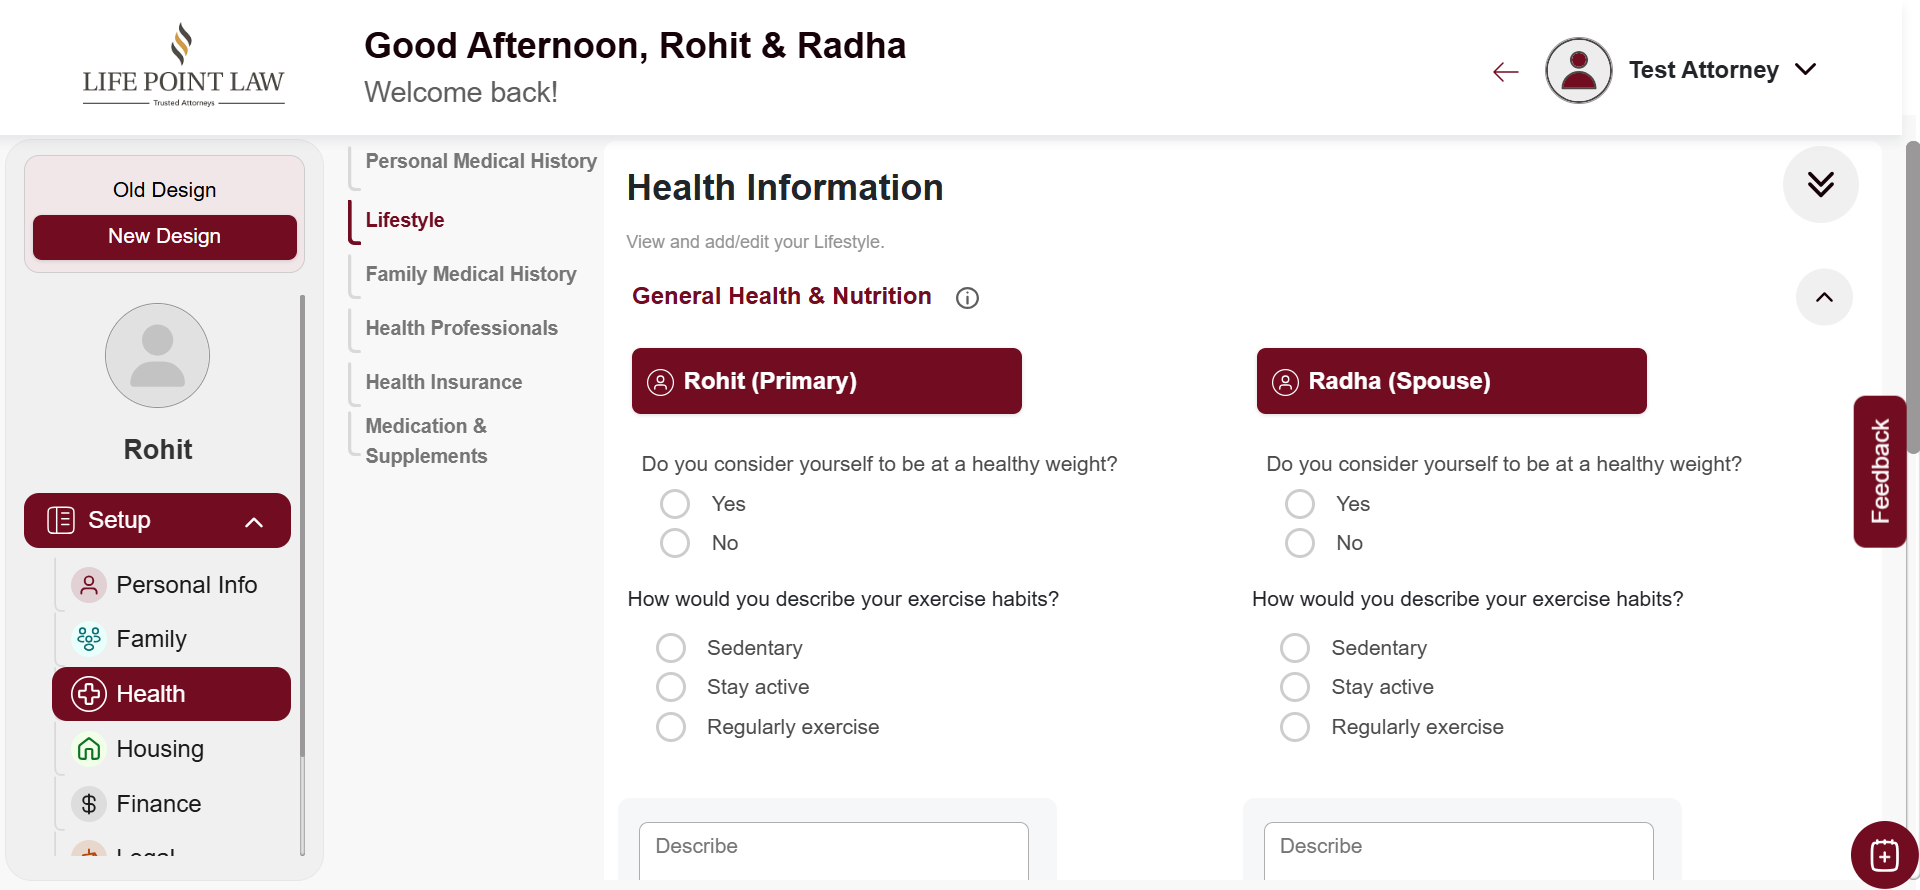 LIFE POINT LAW
Trusted Attorneys
Good Afternoon, Rohit & Radha
Welcome back!
Test Attorney
Old Design
New Design
Rohit
Setup
Personal Info
Family
Health
Housing
Finance
Legal
Personal Medical History
Lifestyle
Family Medical History
Health Professionals
Health Insurance
Medication &
Supplements
Health Information
View and add/edit your Lifestyle.
General Health & Nutrition
Rohit (Primary)
Do you consider yourself to be at a healthy weight?
Yes
No
How would you describe your exercise habits?
Sedentary
Stay active
Regularly exercise
Describe
Radha (Spouse)
Do you consider yourself to be at a healthy weight?
Yes
No
How would you describe your exercise habits?
Sedentary
Stay active
Regularly exercise
Describe
Feedback